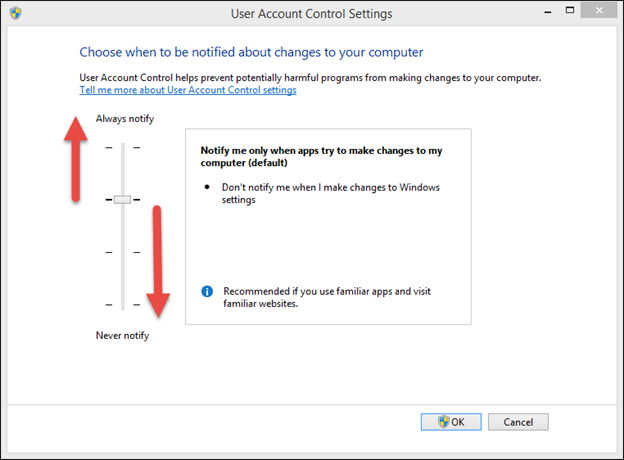 User Account Control Settings
Choose when to be notified about changes to your computer
User Account Control helps prevent potentially harmful programs from making changes to your computer.
Tell me more about User Account Control settings
Always notify
Notify me only when apps try to make changes to my
computer (default)
● Don't notify me when I make changes to Windows
settings
Recommended if you use familiar apps and visit
familiar websites.
Never notify
OK
Cancel